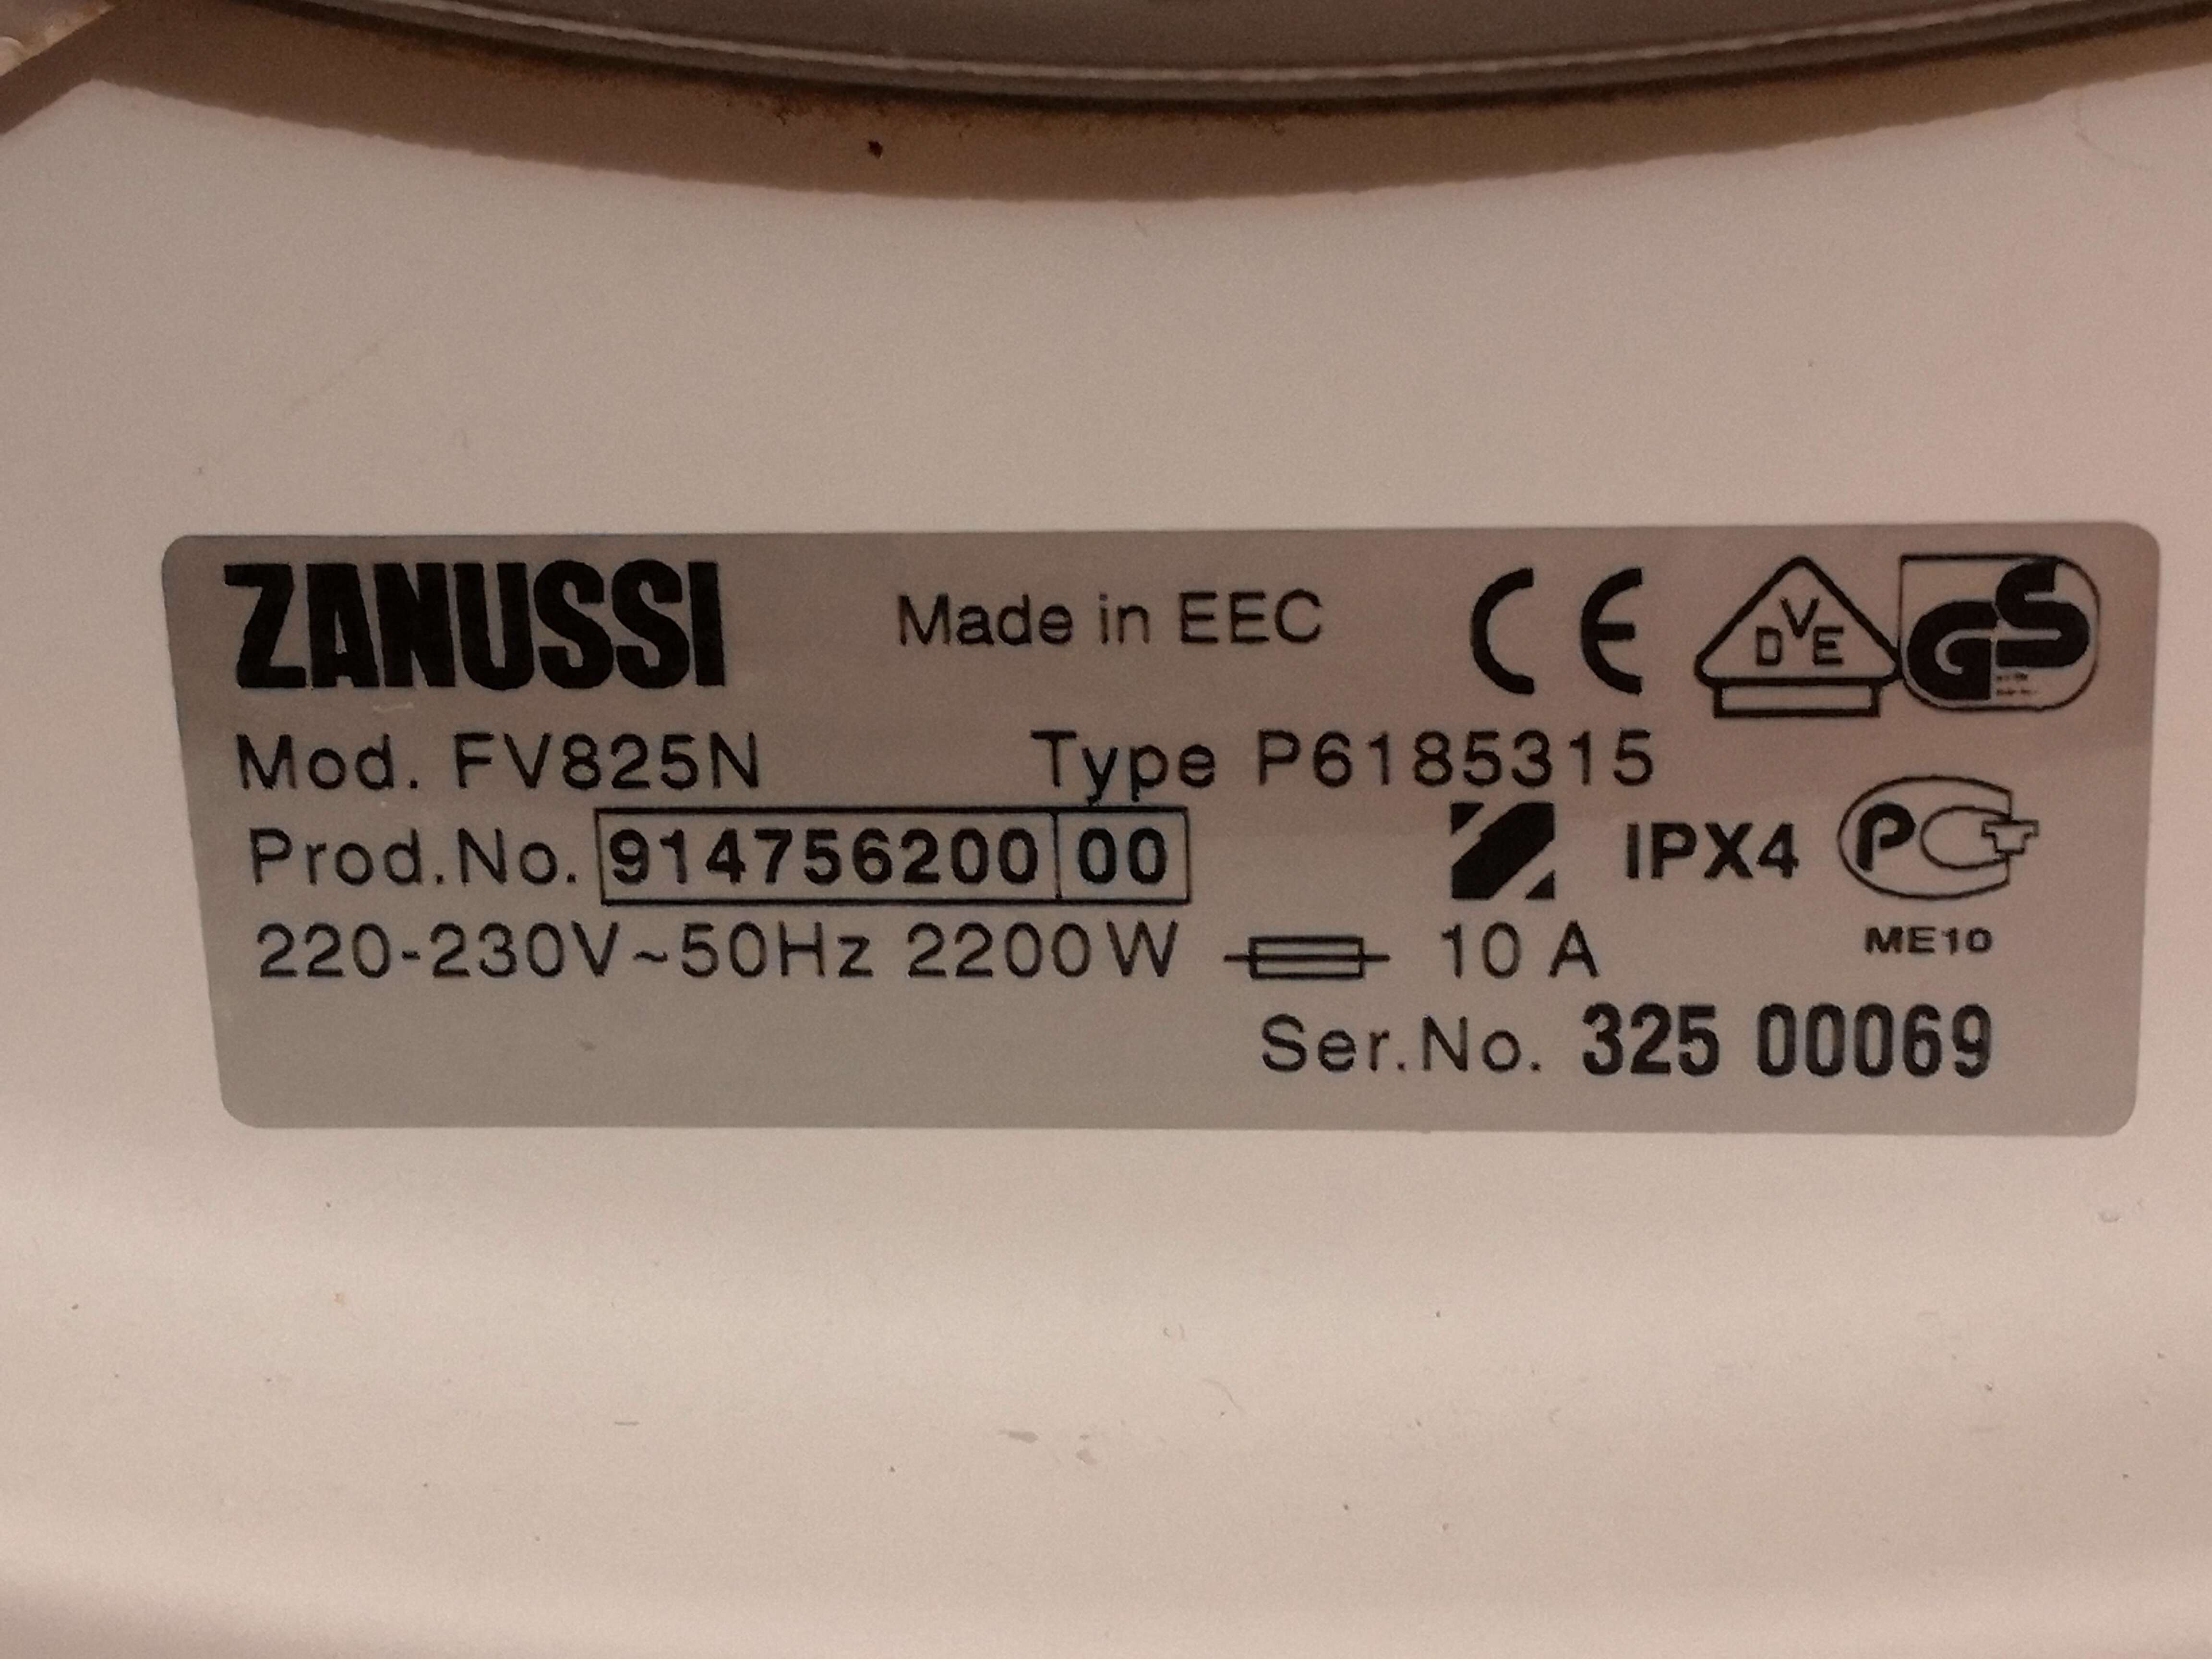 ZANUSSI Made in EEC CE DVE GS
Mod. FV825N Type P6185315
Prod.No. 914756200 00 IPX4 PCT
220-230V~50Hz 2200W 10 A ME10
Ser.No. 325 00069